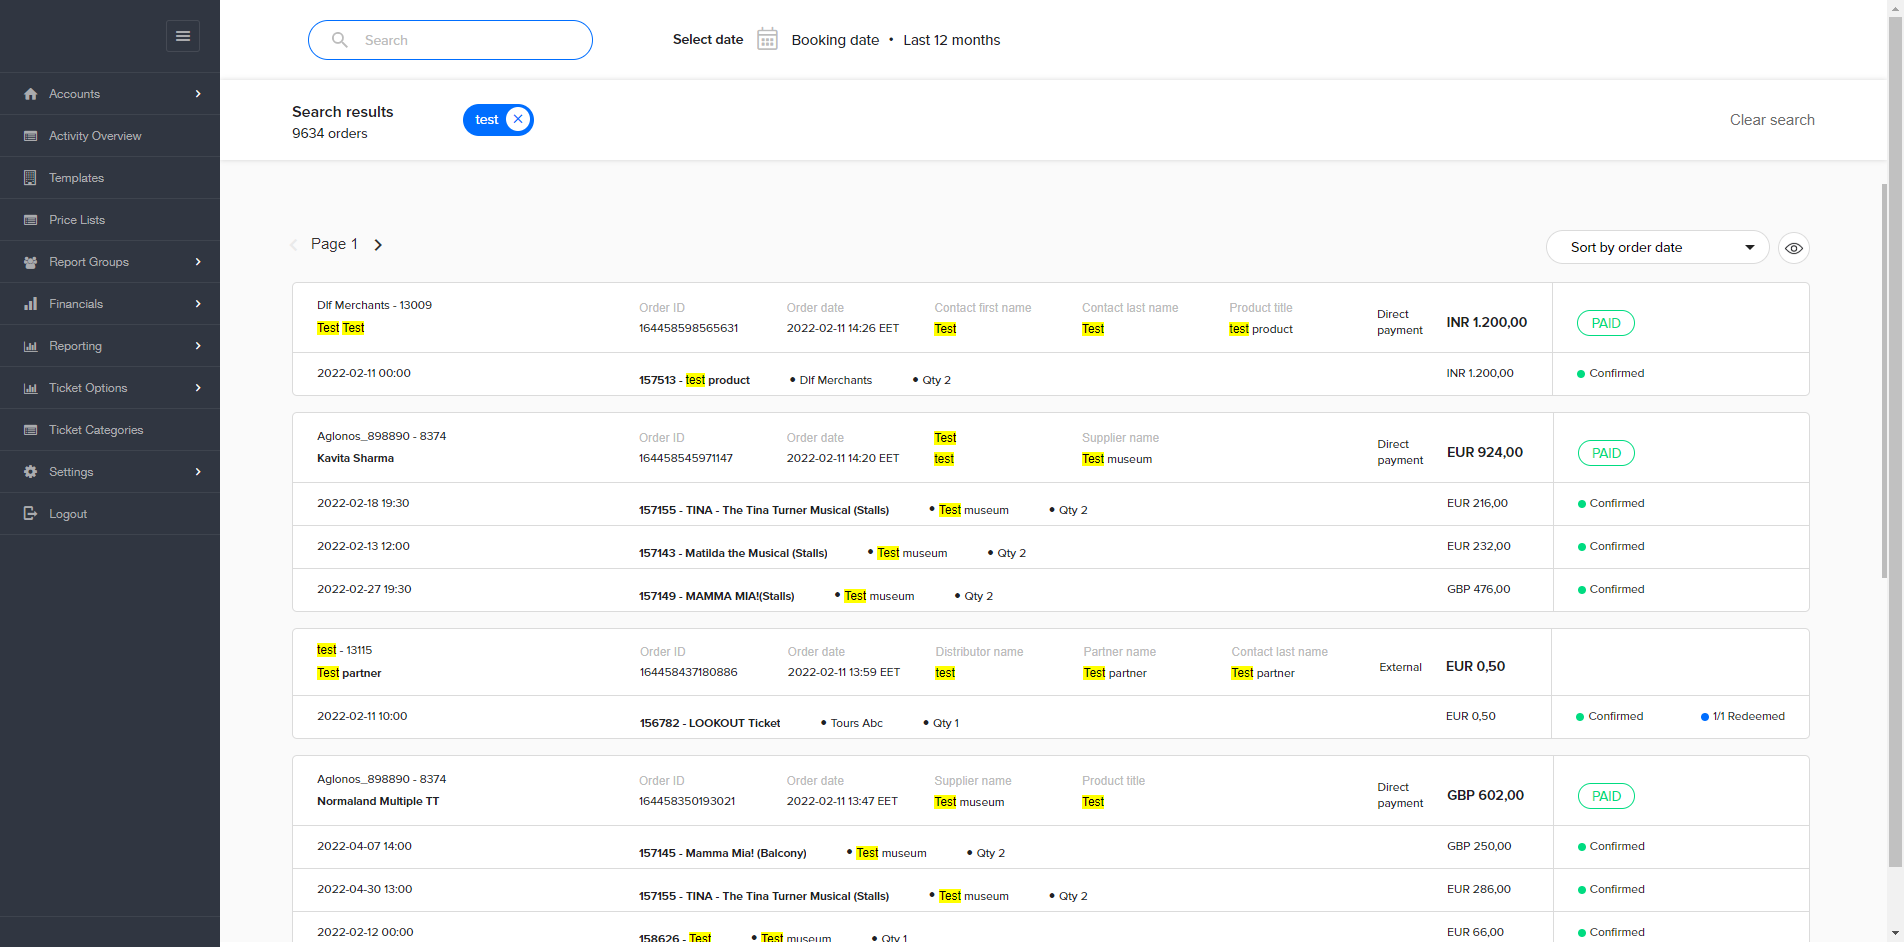 Search
Select date Booking date • Last 12 months
Accounts
Activity Overview
Templates
Price Lists
Report Groups
Financials
Reporting
Ticket Options
Ticket Categories
Settings
Logout
Search results
9634 orders
test
Clear search
Page 1
Sort by order date
Dlf Merchants - 13009
Test Test
Order ID
164458598565631
Order date
2022-02-11 14:26 EET
Contact first name
Test
Contact last name
Test
Product title
test product
Direct
payment
INR 1.200,00
PAID
2022-02-11 00:00 157513 - test product • Dlf Merchants • Qty 2 INR 1.200,00 Confirmed
Aglonos_898890 - 8374
Kavita Sharma
Order ID
164458545971147
Order date
2022-02-11 14:20 EET
Test
test
Supplier name
Test museum
Direct
payment
EUR 924,00
PAID
2022-02-18 19:30 157155 - TINA - The Tina Turner Musical (Stalls) • Test museum • Qty 2 EUR 216,00 Confirmed
2022-02-13 12:00 157143 - Matilda the Musical (Stalls) • Test museum • Qty 2 EUR 232,00 Confirmed
2022-02-27 19:30 157149 - MAMMA MIA!(Stalls) • Test museum • Qty 2 GBP 476,00 Confirmed
test - 13115
Test partner
Order ID
164458437180886
Order date
2022-02-11 13:59 EET
Distributor name
test
Partner name
Test partner
Contact last name
Test partner
External
EUR 0,50
2022-02-11 10:00 156782 - LOOKOUT Ticket • Tours Abc • Qty 1 EUR 0,50 Confirmed 1/1 Redeemed
Aglonos_898890 - 8374
Normaland Multiple TT
Order ID
164458350193021
Order date
2022-02-11 13:47 EET
Supplier name
Test museum
Product title
Test
Direct
payment
GBP 602,00
PAID
2022-04-07 14:00 157145 - Mamma Mia! (Balcony) • Test museum • Qty 2 GBP 250,00 Confirmed
2022-04-30 13:00 157155 - TINA - The Tina Turner Musical (Stalls) • Test museum • Qty 2 EUR 286,00 Confirmed
2022-02-12 00:00 158626 - Test • Test museum • Qty 1 EUR 66,00 Confirmed